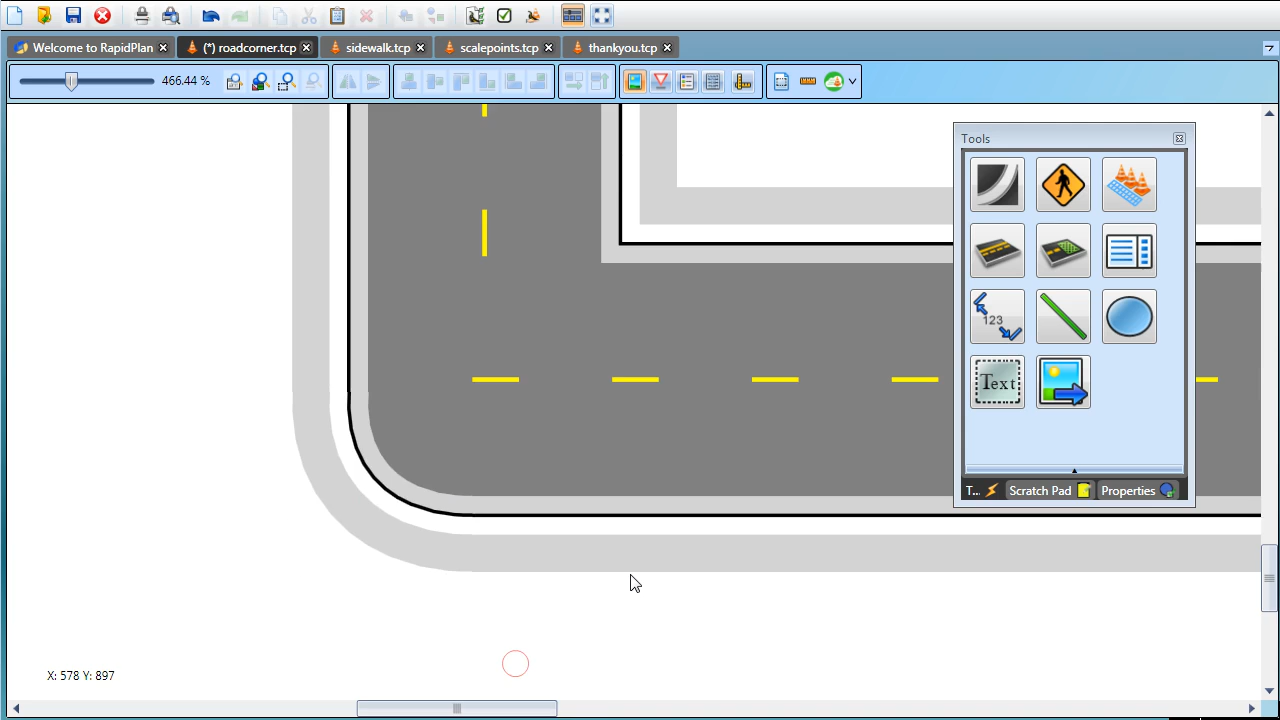 Welcome to RapidPlan
(*) roadcorner.tcp
sidewalk.tcp
scalepoints.tcp
thankyou.tcp
466.44 %
Tools
123
Text
T...
Scratch Pad
Properties
X: 578 Y: 897